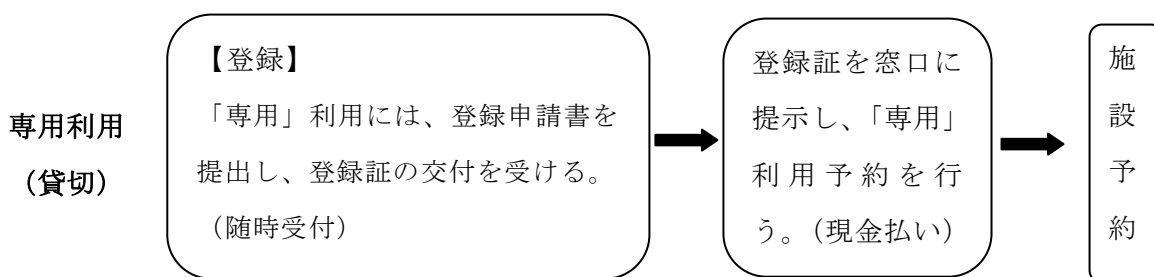 専用利用
（貸切）
【登録】
「専用」利用には、登録申請書を
提出し、登録証の交付を受ける。
（随時受付）
登録証を窓口に
提示し、「専用」
利用予約を行
う。（現金払い）
施
設
予
約